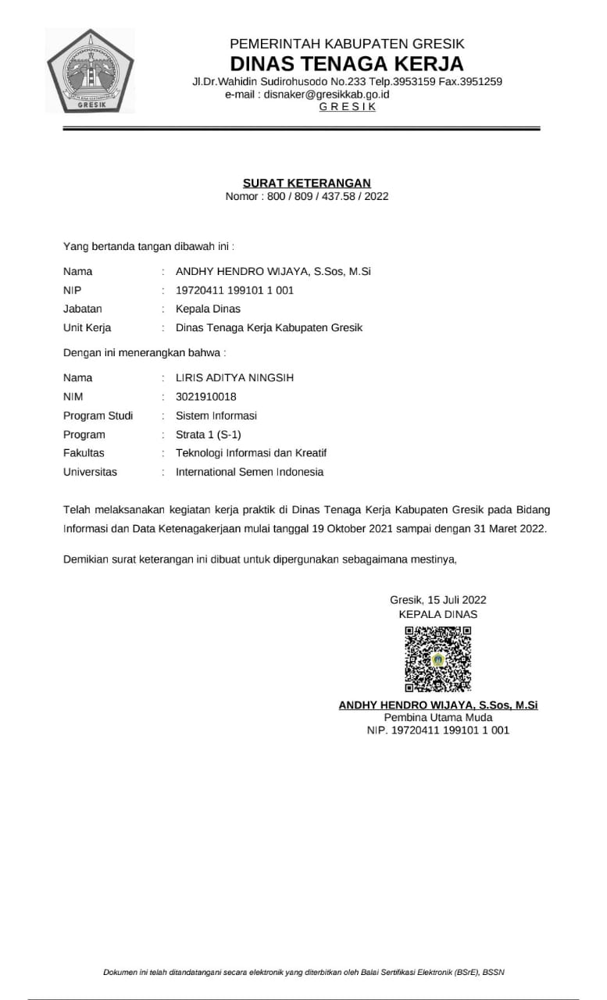 PEMERINTAH KABUPATEN GRESIK
DINAS TENAGA KERJA
Jl.Dr.Wahidin Sudirohusodo No.233 Telp.3953159 Fax.3951259
e-mail : disnaker@gresikkab.go.id
G R E S I K
GRESIK
SURAT KETERANGAN
Nomor : 800 / 809 / 437.58 / 2022
Yang bertanda tangan dibawah ini :
Nama : ANDHY HENDRO WIJAYA, S.Sos, M.Si
NIP : 19720411 199101 1 001
Jabatan : Kepala Dinas
Unit Kerja : Dinas Tenaga Kerja Kabupaten Gresik
Dengan ini menerangkan bahwa :
Nama : LIRIS ADITYA NINGSIH
NIM : 3021910018
Program Studi : Sistem Informasi
Program : Strata 1 (S-1)
Fakultas : Teknologi Informasi dan Kreatif
Universitas : International Semen Indonesia
Telah melaksanakan kegiatan kerja praktik di Dinas Tenaga Kerja Kabupaten Gresik pada Bidang
Informasi dan Data Ketenagakerjaan mulai tanggal 19 Oktober 2021 sampai dengan 31 Maret 2022.
Demikian surat keterangan ini dibuat untuk dipergunakan sebagaimana mestinya,
Gresik, 15 Juli 2022
KEPALA DINAS
ANDHY HENDRO WIJAYA, S.Sos, M.Si
Pembina Utama Muda
NIP. 19720411 199101 1 001
Dokumen ini telah ditandatangani secara elektronik yang diterbitkan oleh Balai Sertifikasi Elektronik (BSrE), BSSN